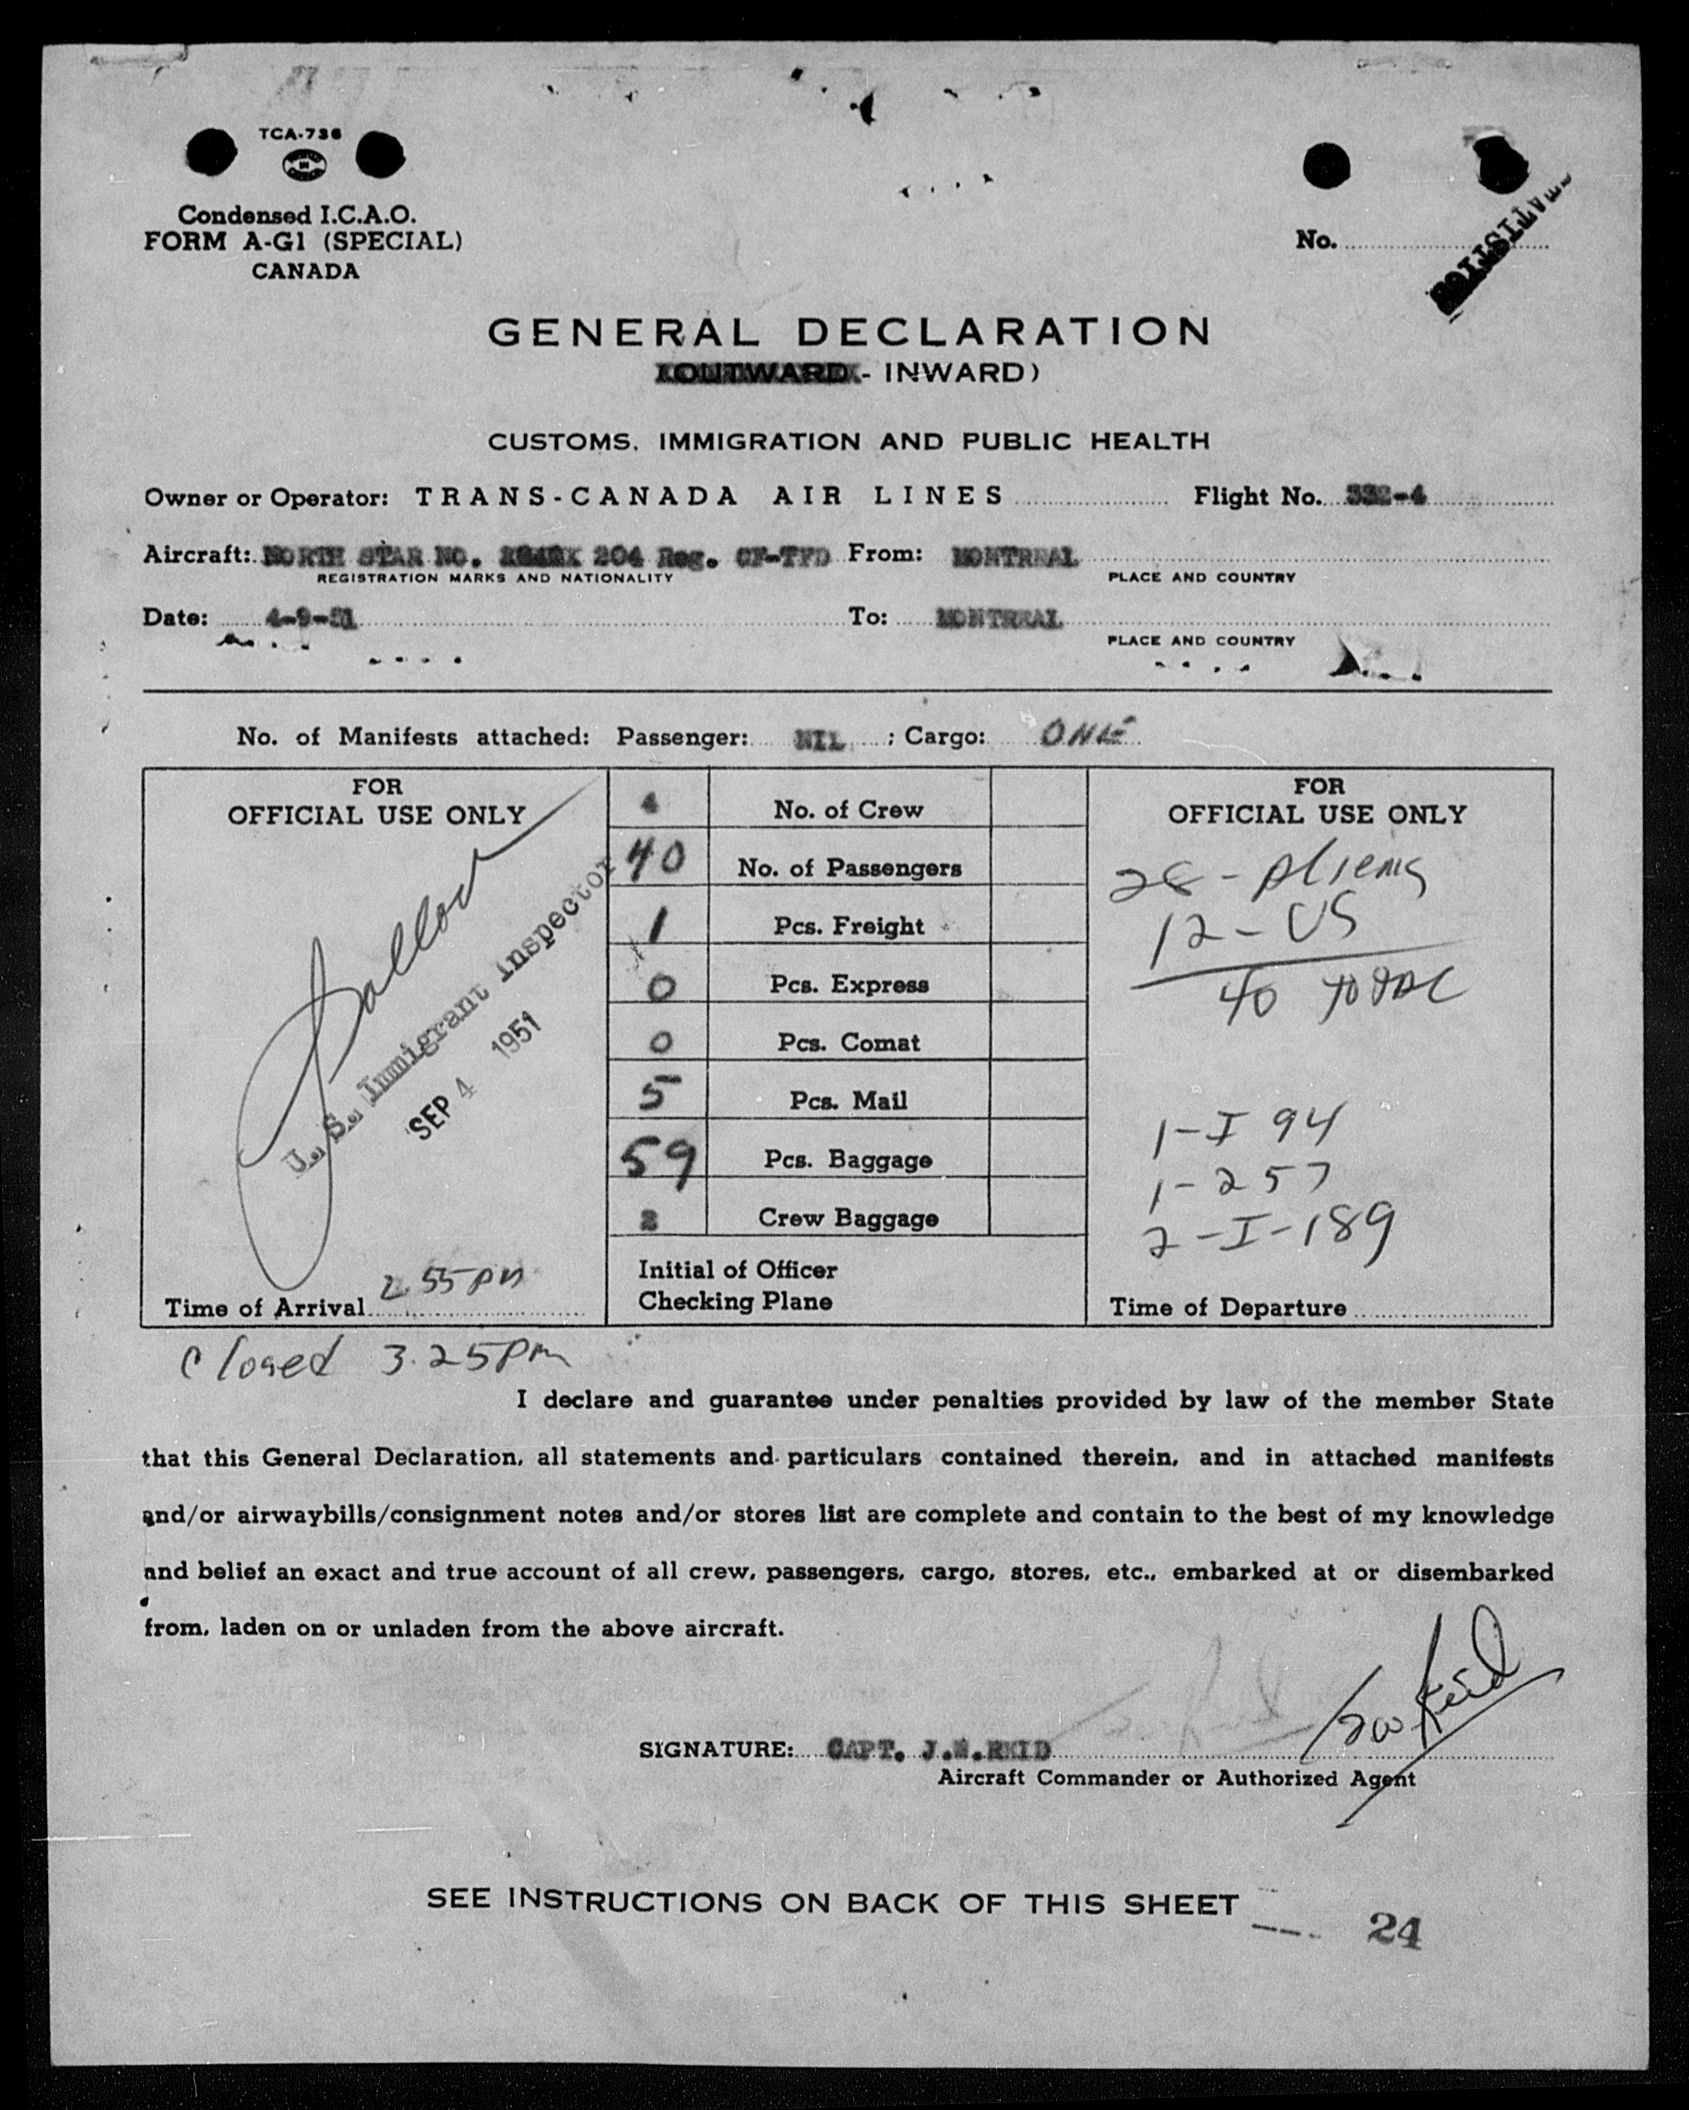 TCA-736
Condensed I.C.A.O.
FORM A-G1 (SPECIAL)
CANADA
No.
GENERAL DECLARATION
(OUTWARD - INWARD)
CUSTOMS, IMMIGRATION AND PUBLIC HEALTH
Owner or Operator: TRANS-CANADA AIR LINES Flight No. 332-4
Aircraft: NORTH STAR NO. 204 Reg. CF-TFD From: MONTREAL
REGISTRATION MARKS AND NATIONALITY PLACE AND COUNTRY
Date: 4-9-51 To: MONTREAL
PLACE AND COUNTRY
No. of Manifests attached: Passenger: NIL ; Cargo: ONE
FOR
OFFICIAL USE ONLY
U.S. Immigrant Inspector
SEP 4 1951
Time of Arrival 2 55 pm
4 No. of Crew
40 No. of Passengers
1 Pcs. Freight
0 Pcs. Express
0 Pcs. Comat
5 Pcs. Mail
59 Pcs. Baggage
2 Crew Baggage
Initial of Officer
Checking Plane
FOR
OFFICIAL USE ONLY
28 - Aliens
12 - US
40 total
1 - I 94
1 - 257
2 - I - 189
Time of Departure
Closed 3.25 pm
I declare and guarantee under penalties provided by law of the member State
that this General Declaration, all statements and particulars contained therein, and in attached manifests
and/or airwaybills/consignment notes and/or stores list are complete and contain to the best of my knowledge
and belief an exact and true account of all crew, passengers, cargo, stores, etc., embarked at or disembarked
from, laden on or unladen from the above aircraft.
SIGNATURE: CAPT. REID
Aircraft Commander or Authorized Agent
SEE INSTRUCTIONS ON BACK OF THIS SHEET
24